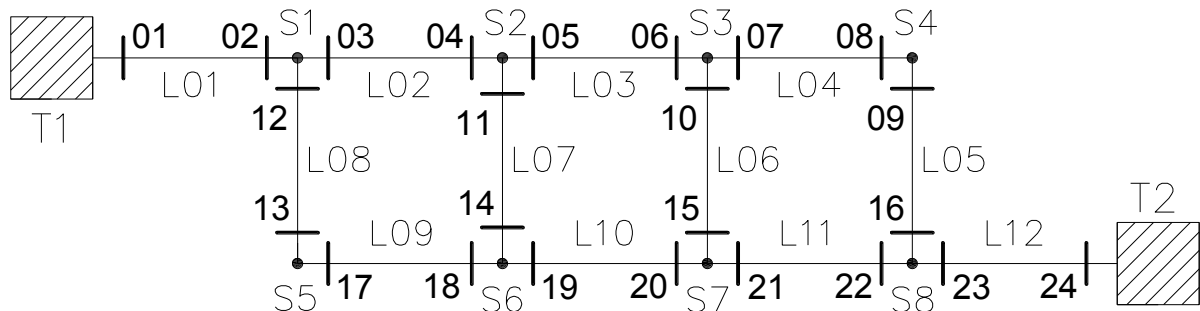 01 02 S1 03 04 S2 05 06 S3 07 08 S4
L01 L02 L03 L04
T1 12 11 10 09
L08 L07 L06 L05
13 14 15 16 T2
L09 L10 L11 L12
S5 17 18 S6 19 20 S7 21 22 S8 23 24